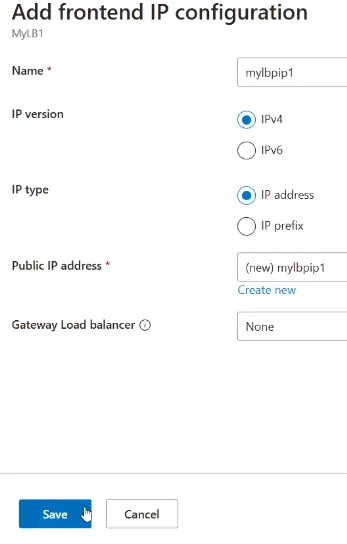 Add frontend IP configuration
MyLB1
Name *
mylbpip1
IP version
IPv4
IPv6
IP type
IP address
IP prefix
Public IP address *
(new) mylbpip1
Create new
Gateway Load balancer
None
Save
Cancel